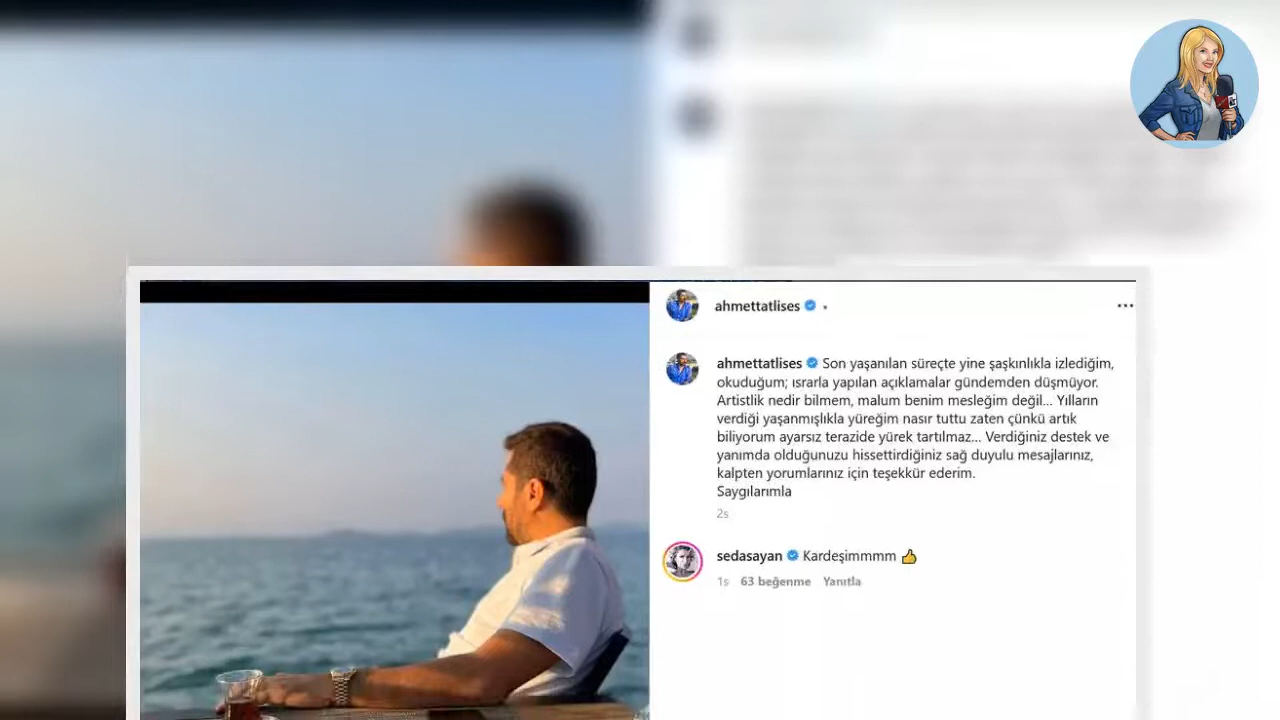 ahmettatlises
ahmettatlises Son yaşanılan süreçte yine şaşkınlıkla izlediğim,
okuduğum; ısrarla yapılan açıklamalar gündemden düşmüyor.
Artistlik nedir bilmem, malum benim mesleğim değil... Yılların
verdiği yaşanmışlıkla yüreğim nasır tuttu zaten çünkü artık
biliyorum ayarsız terazide yürek tartılmaz... Verdiğiniz destek ve
yanımda olduğunuzu hissettirdiğiniz sağ duyulu mesajlarınız,
kalpten yorumlarınız için teşekkür ederim.
Saygılarımla
2s
sedasayan Kardeşimmmm 👍
1s 63 beğenme Yanıtla